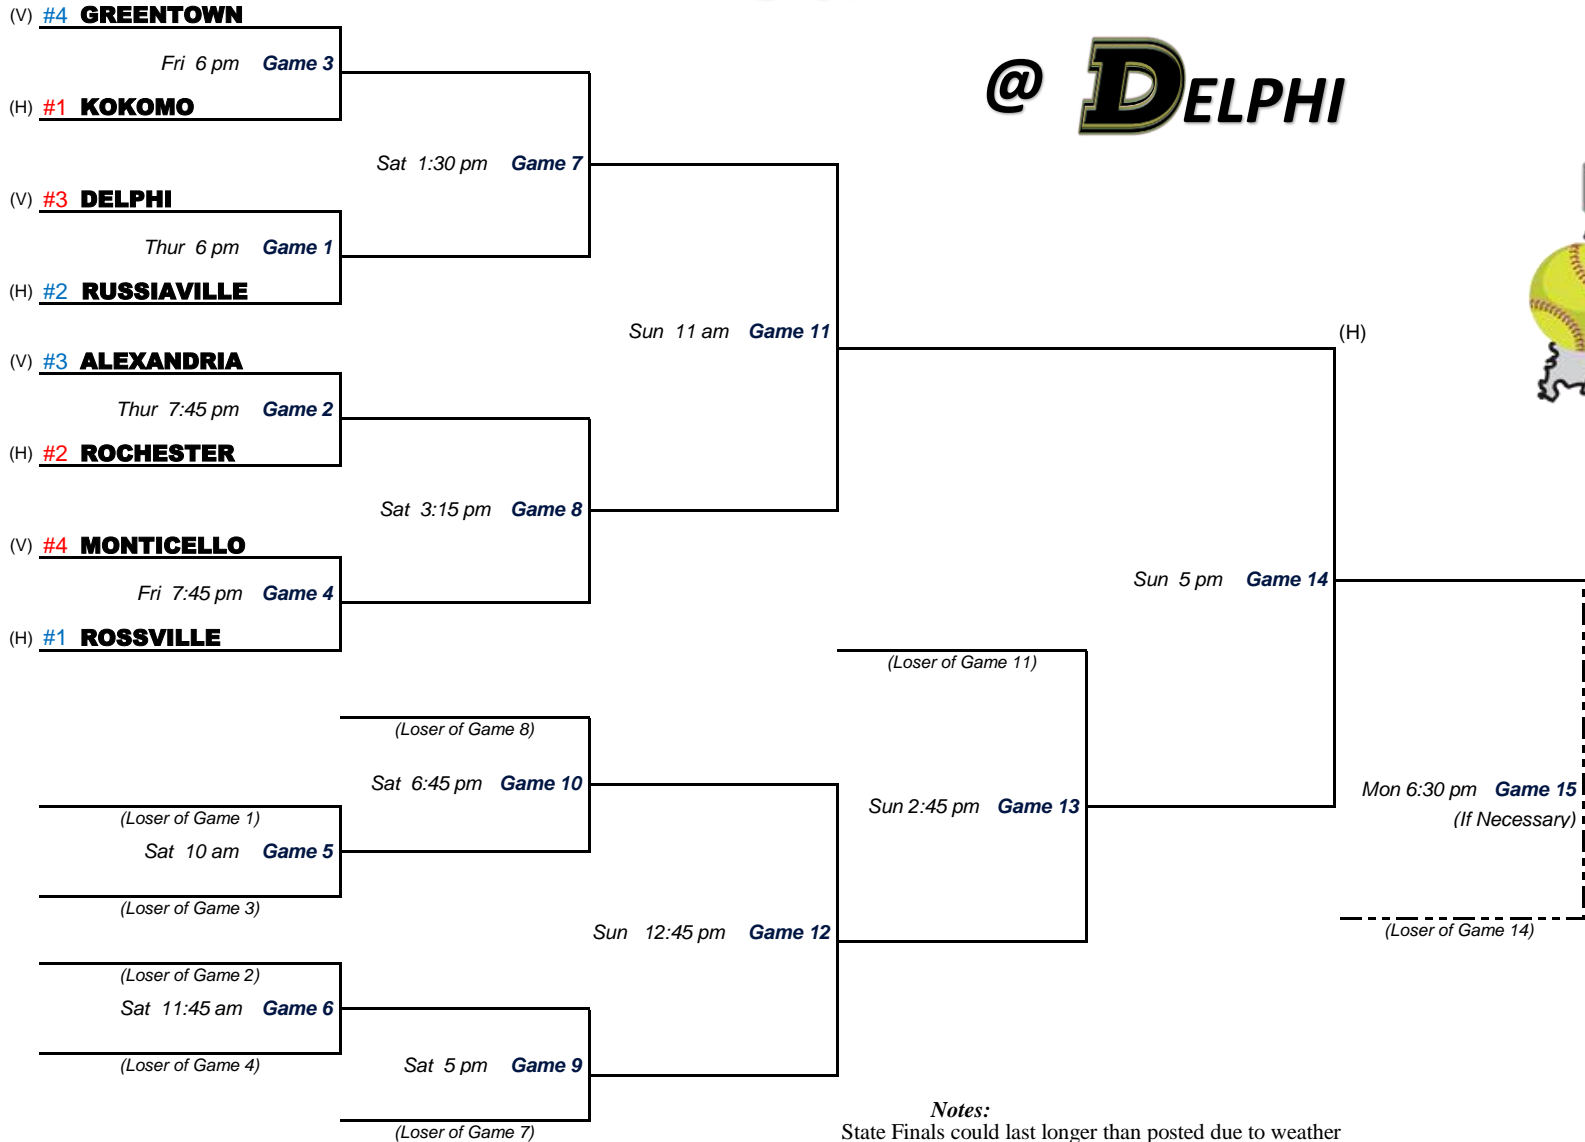 (V) #4 GREENTOWN
Fri 6 pm Game 3
(H) #1 KOKOMO
@ DELPHI
Sat 1:30 pm Game 7
(V) #3 DELPHI
Thur 6 pm Game 1
(H) #2 RUSSIAVILLE
Sun 11 am Game 11
(H)
(V) #3 ALEXANDRIA
Thur 7:45 pm Game 2
(H) #2 ROCHESTER
Sat 3:15 pm Game 8
(V) #4 MONTICELLO
Fri 7:45 pm Game 4
Sun 5 pm Game 14
(H) #1 ROSSVILLE
(Loser of Game 11)
(Loser of Game 8)
Sat 6:45 pm Game 10
Sun 2:45 pm Game 13
Mon 6:30 pm Game 15
(If Necessary)
(Loser of Game 1)
Sat 10 am Game 5
(Loser of Game 3)
Sun 12:45 pm Game 12
(Loser of Game 14)
(Loser of Game 2)
Sat 11:45 am Game 6
(Loser of Game 4)
Sat 5 pm Game 9
(Loser of Game 7)
Notes:
State Finals could last longer than posted due to weather